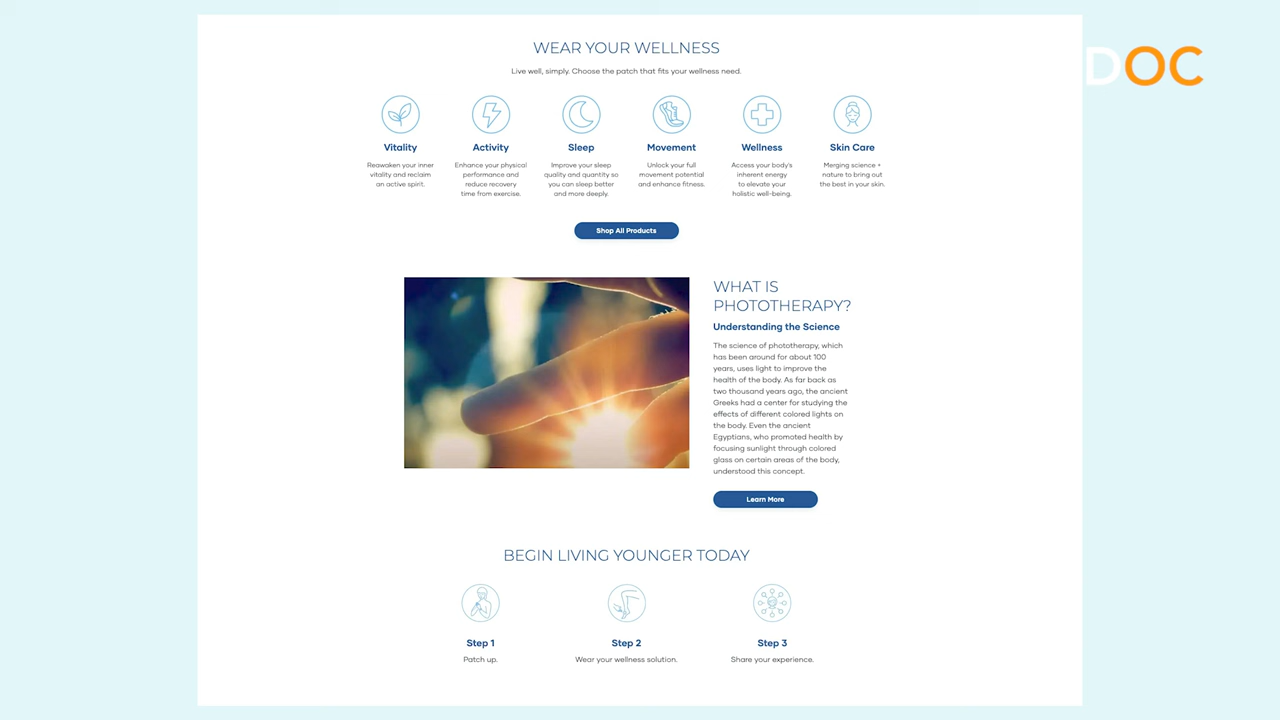 WEAR YOUR WELLNESS
Live well, simply. Choose the patch that fits your wellness need.
DOC
Vitality
Reawaken your inner
vitality and reclaim
an active spirit.
Activity
Enhance your physical
performance and
reduce recovery
time from exercise.
Sleep
Improve your sleep
quality and quantity so
you can sleep better
and more deeply.
Movement
Unlock your full
movement potential
and enhance fitness.
Wellness
Access your body's
inherent energy
to elevate your
holistic well-being.
Skin Care
Merging science +
nature to bring out
the best in your skin.
Shop All Products
WHAT IS
PHOTOTHERAPY?
Understanding the Science
The science of phototherapy, which
has been around for about 100
years, uses light to improve the
health of the body. As far back as
two thousand years ago, the ancient
Greeks had a center for studying the
effects of different colored lights on
the body. Even the ancient
Egyptians, who promoted health by
focusing sunlight through colored
glass on certain areas of the body,
understood this concept.
Learn More
BEGIN LIVING YOUNGER TODAY
Step 1
Patch up.
Step 2
Wear your wellness solution.
Step 3
Share your experience.